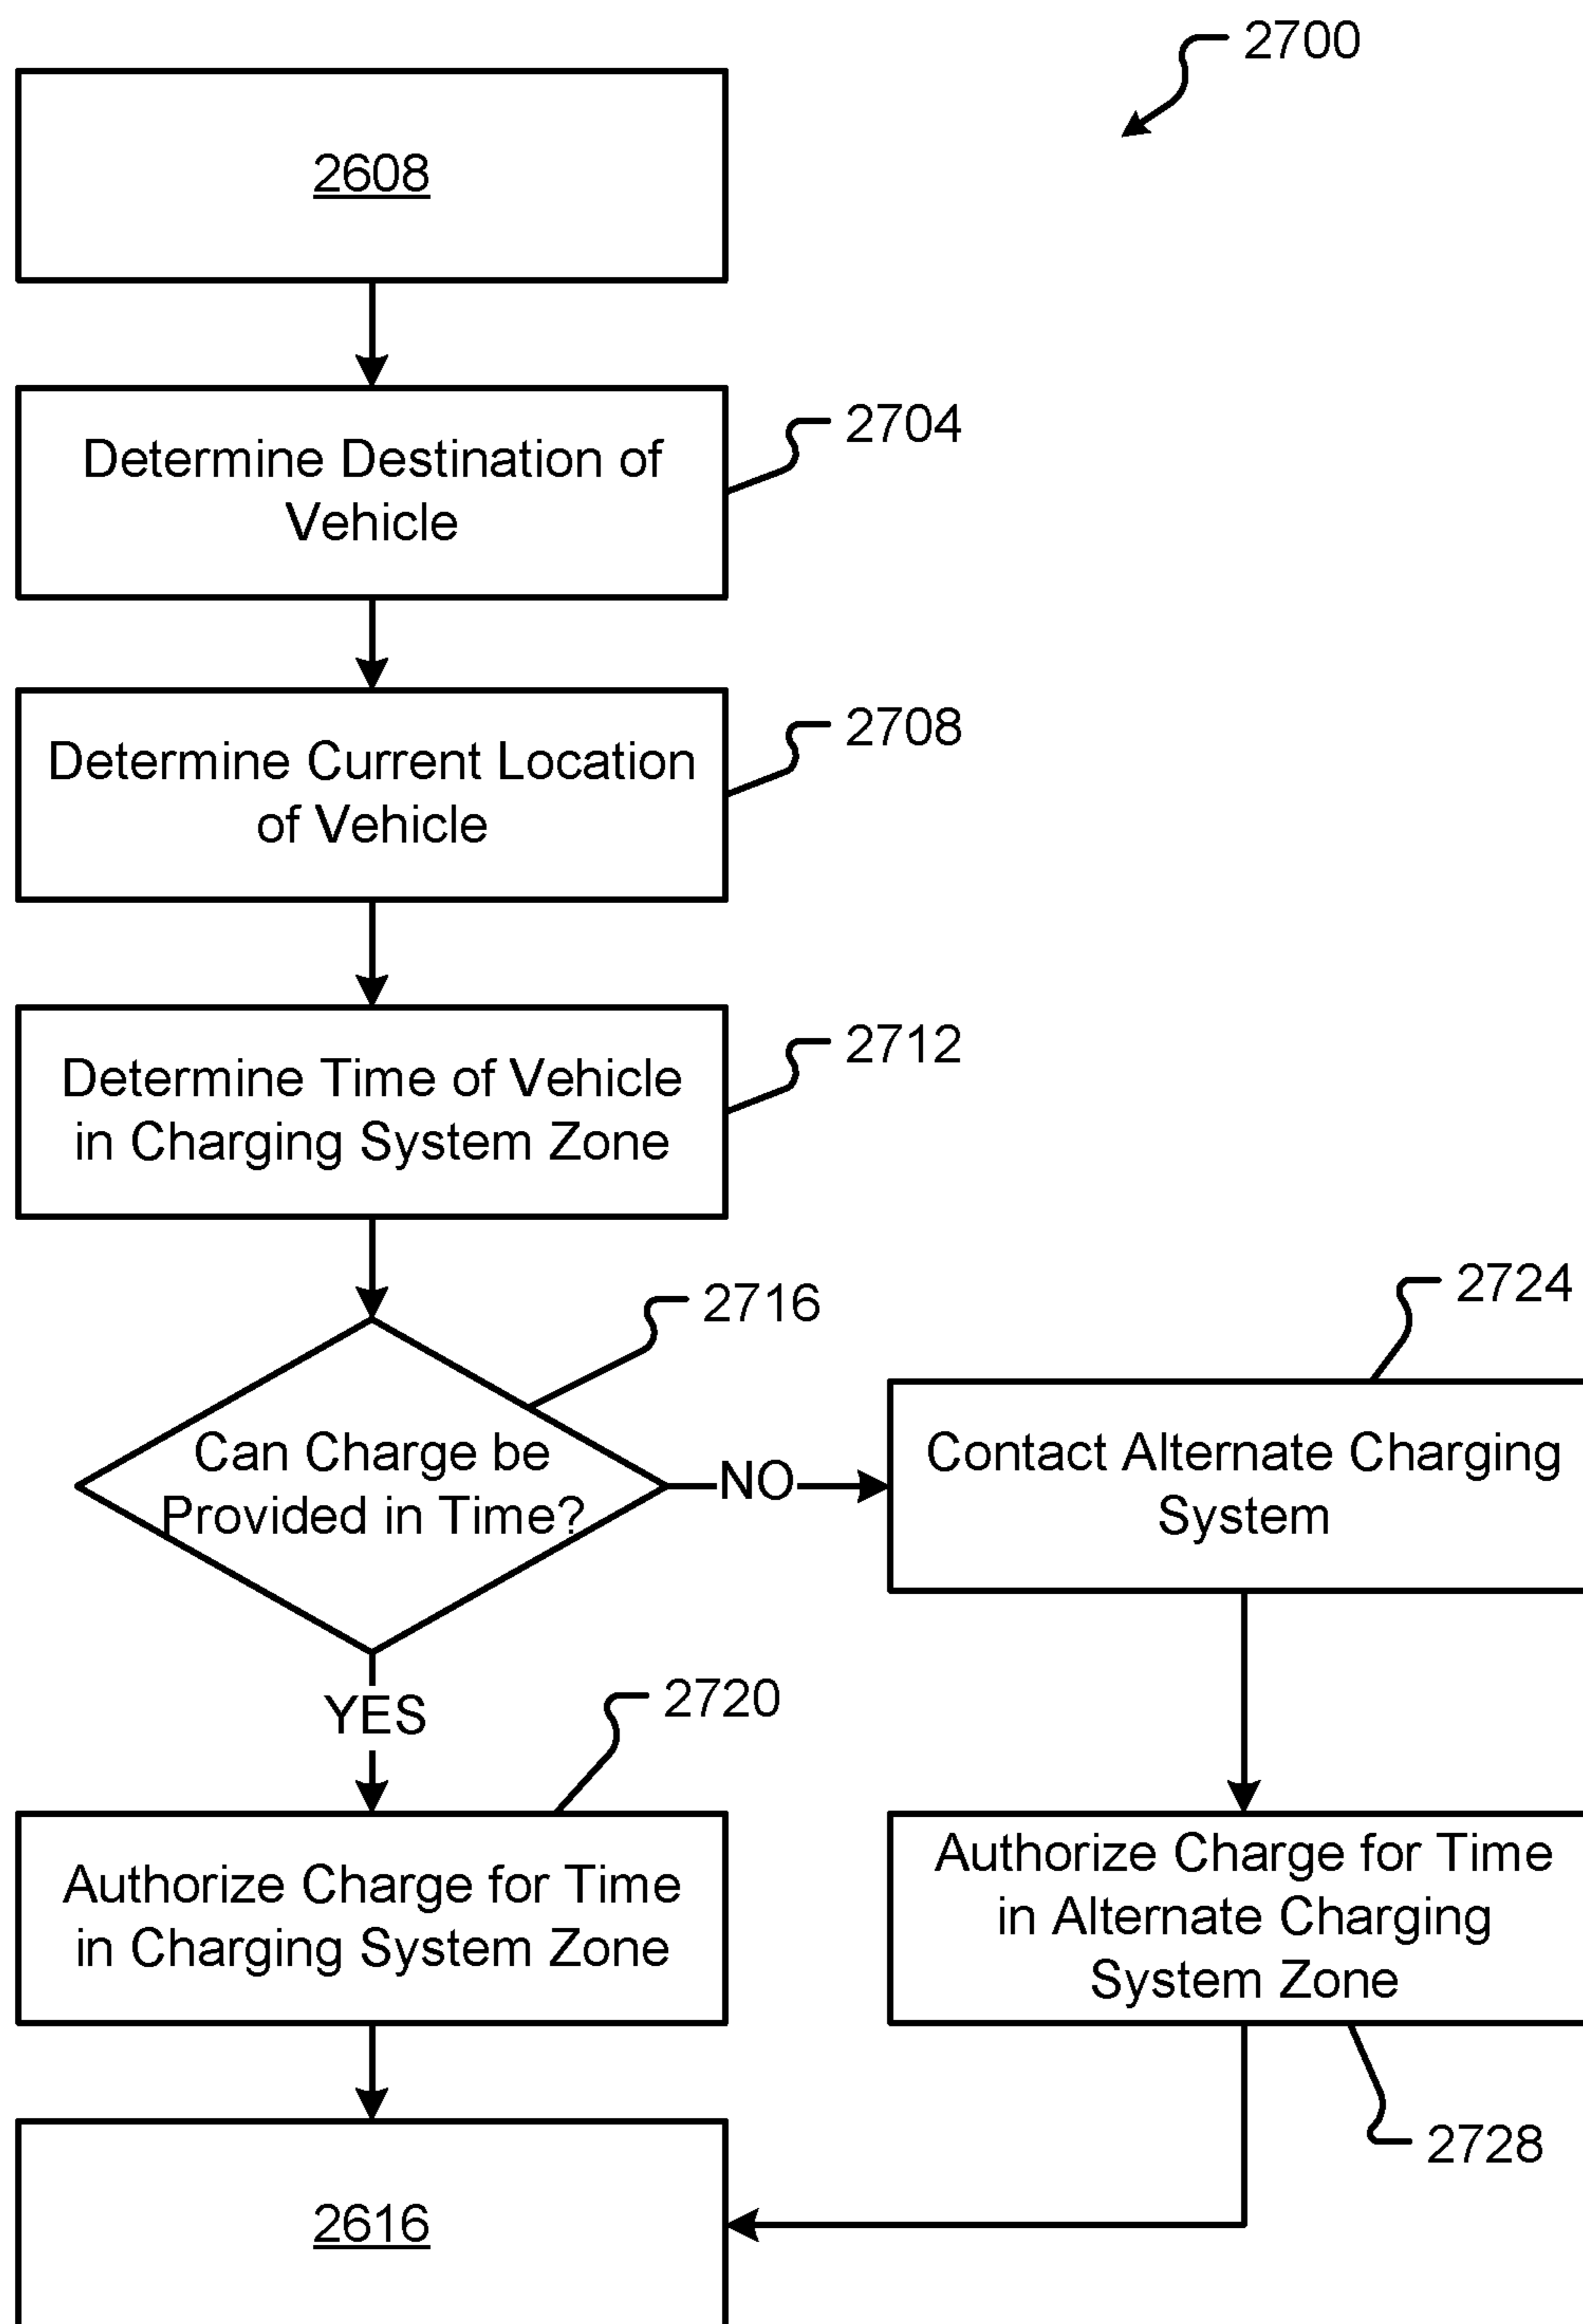 2700
2608
2704
Determine Destination of
Vehicle
2708
Determine Current Location
of Vehicle
2712
Determine Time of Vehicle
in Charging System Zone
2716
Can Charge be
Provided in Time?
NO
2724
Contact Alternate Charging
System
YES
2720
Authorize Charge for Time
in Charging System Zone
Authorize Charge for Time
in Alternate Charging
System Zone
2728
2616